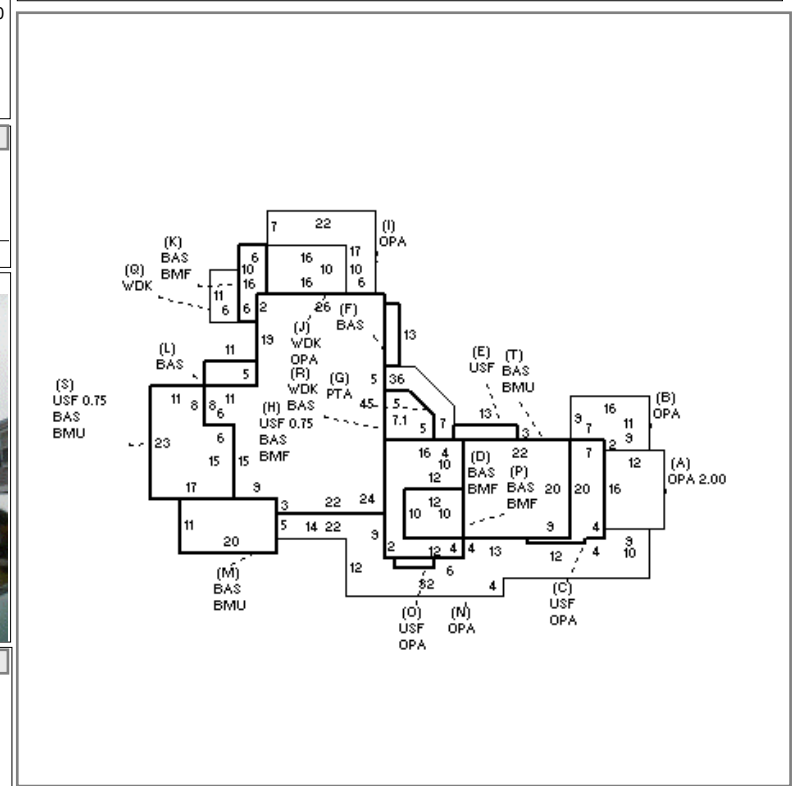 0
7 22
(I)
OPA
(K)
BAS
BMF
6
10
16
16
10
16
17
10
6
(Q)
WDK
11
6
6
2
26
(F)
BAS
13
(J)
WDK
OPA
19
(L)
BAS
11
5
(R)
WDK
BAS
(G)
PTA
5
36
45
5
7.1
5
7
(E)
USF
(T)
BAS
BMU
13
3
(B)
OPA
16
11
9
9
7
2
(S)
USF 0.75
BAS
BMU
11
8
8
11
6
6
23
15
15
17
9
(H)
USF 0.75
BAS
BMF
16
4
10
12
(D)
BAS
BMF
(P)
BAS
BMF
22
20
20
7
9
4
12
16
(A)
OPA 2.00
12
10
10
3
22
24
5
14
22
9
2
12
4
4
13
12
4
9
10
11
20
(M)
BAS
BMU
12
32
6
4
(O)
USF
OPA
(N)
OPA
(C)
USF
OPA